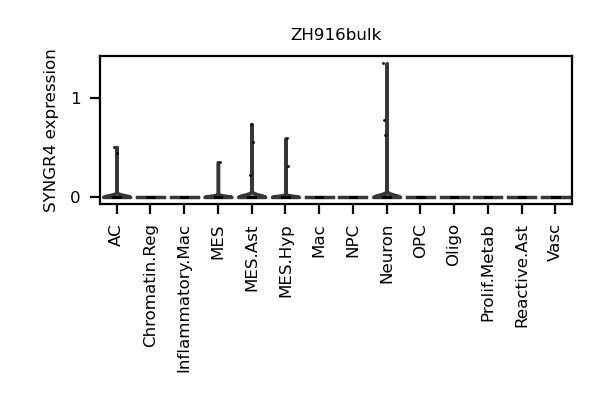 ZH916bulk
SYNGR4 expression
1
0
AC
Chromatin.Reg
Inflammatory.Mac
MES
MES.Ast
MES.Hyp
Mac
NPC
Neuron
OPC
Oligo
Prolif.Metab
Reactive.Ast
Vasc